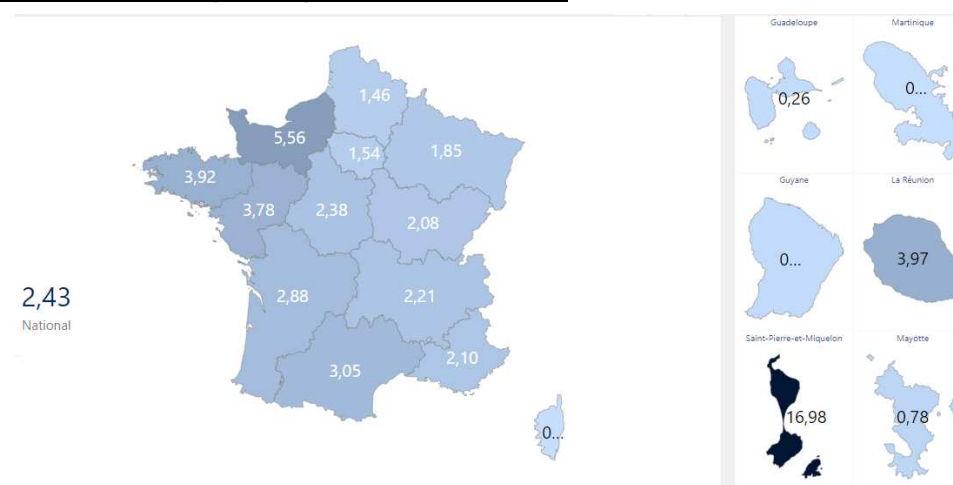 Guadeloupe
Martinique
1,46
0,26
0...
5,56
1,54
1,85
3,92
Guyane
La Réunion
3,78
2,38
2,08
0...
3,97
2,43
National
2,88
2,21
Saint-Pierre-et-Miquelon
Mayotte
2,10
3,05
16,98
0,78
0...